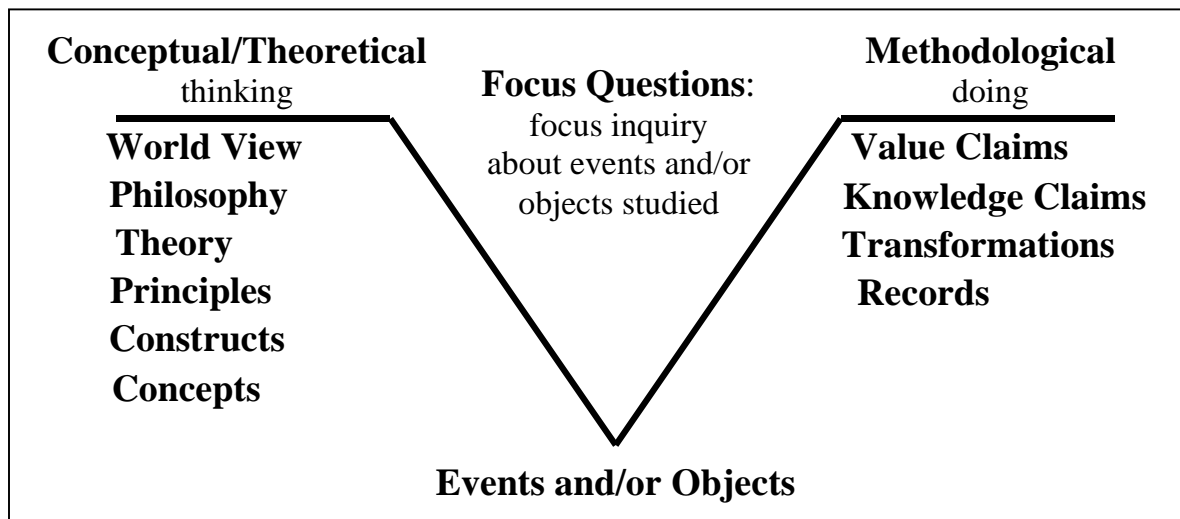 Conceptual/Theoretical
thinking
World View
Philosophy
Theory
Principles
Constructs
Concepts
Focus Questions:
focus inquiry
about events and/or
objects studied
Methodological
doing
Value Claims
Knowledge Claims
Transformations
Records
Events and/or Objects